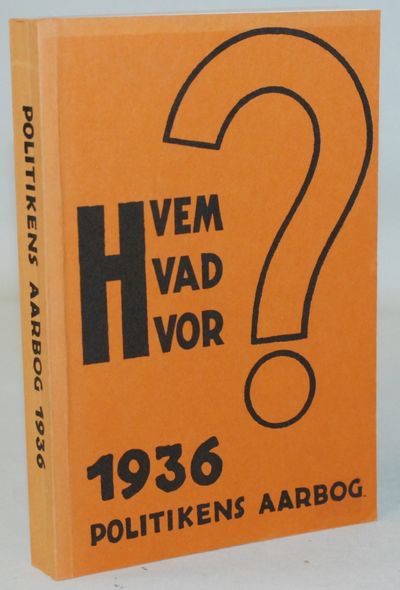 POLITIKENS AARBOG 1936
HVEM
HVAD
HVOR
?
1936
POLITIKENS AARBOG.